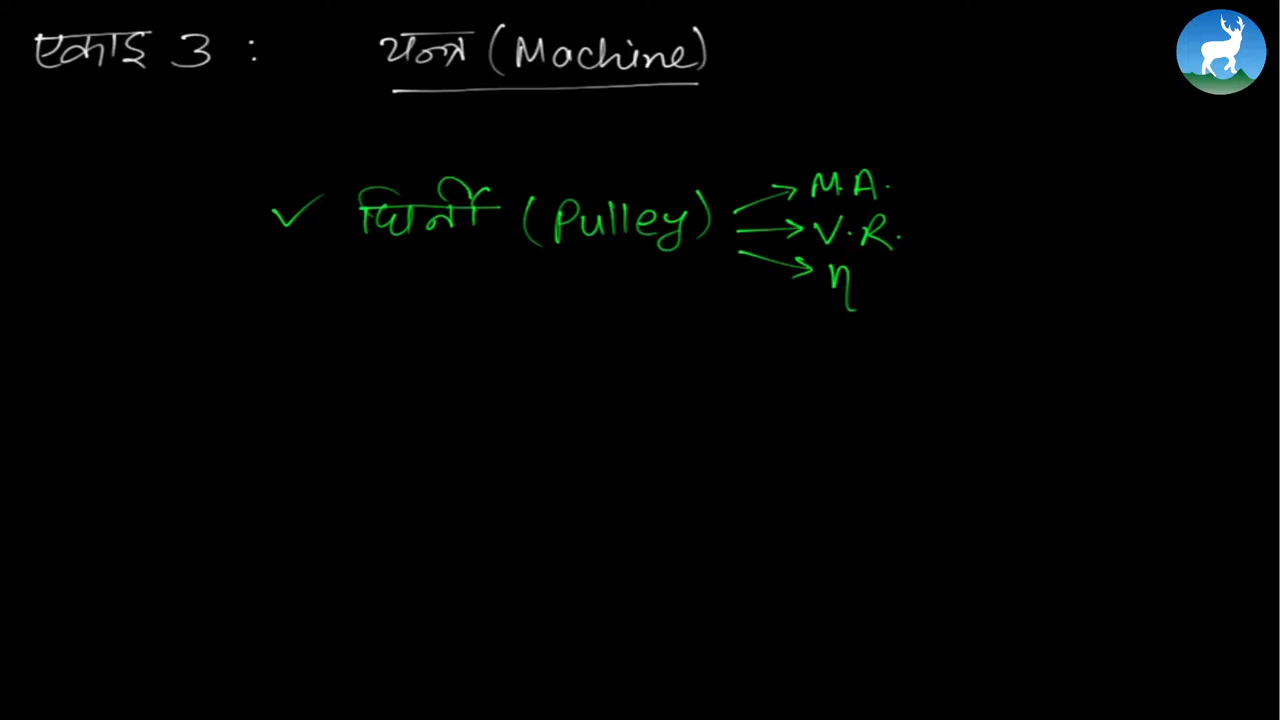 एकाइ 3 : यन्त्र (Machine)
घिर्नी (Pulley)
M.A.
V.R.
η